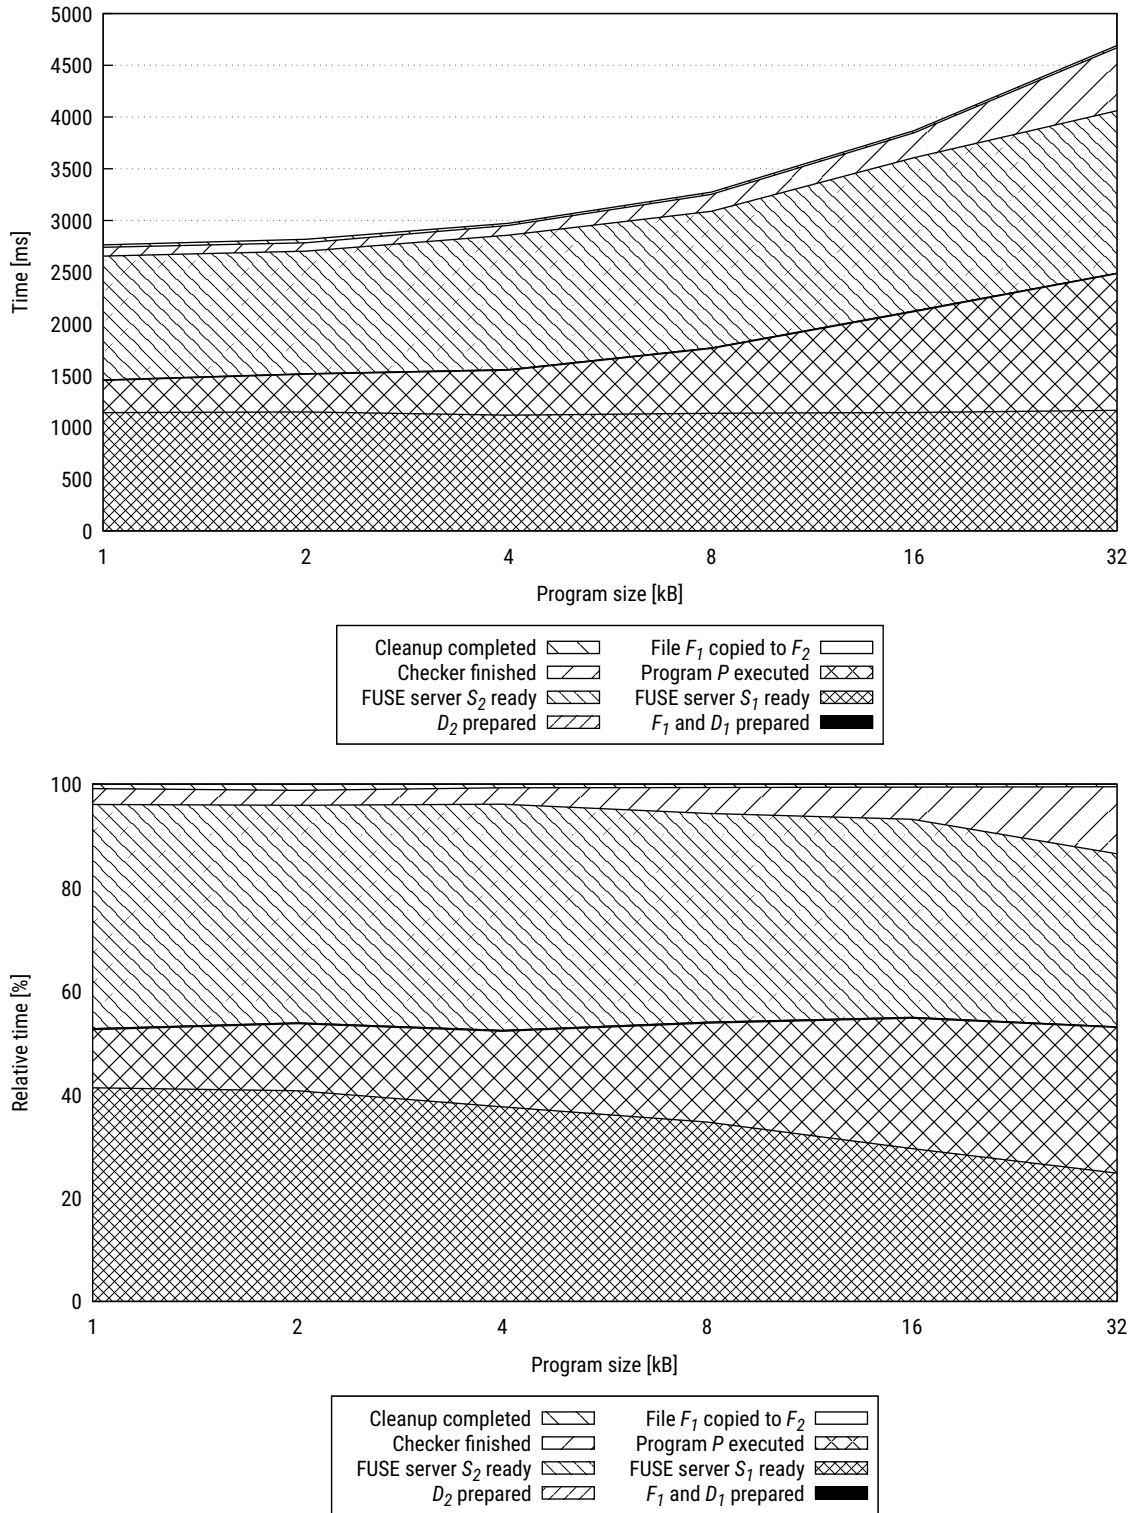 5000
4500
4000
3500
3000
2500
2000
1500
1000
500
0
Time [ms]
1 2 4 8 16 32
Program size [kB]
Cleanup completed File F1 copied to F2
Checker finished Program P executed
FUSE server S2 ready FUSE server S1 ready
D2 prepared F1 and D1 prepared
100
80
60
40
20
0
Relative time [%]
1 2 4 8 16 32
Program size [kB]
Cleanup completed File F1 copied to F2
Checker finished Program P executed
FUSE server S2 ready FUSE server S1 ready
D2 prepared F1 and D1 prepared